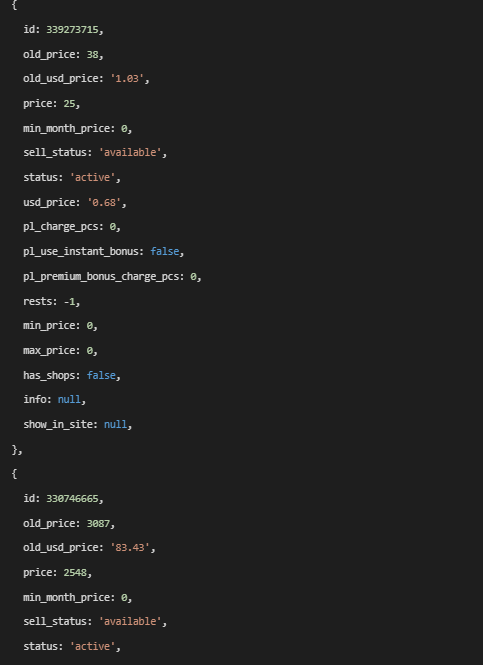 {
id: 339273715,
old_price: 38,
old_usd_price: '1.03',
price: 25,
min_month_price: 0,
sell_status: 'available',
status: 'active',
usd_price: '0.68',
pl_charge_pcs: 0,
pl_use_instant_bonus: false,
pl_premium_bonus_charge_pcs: 0,
rests: -1,
min_price: 0,
max_price: 0,
has_shops: false,
info: null,
show_in_site: null,
},
{
id: 330746665,
old_price: 3087,
old_usd_price: '83.43',
price: 2548,
min_month_price: 0,
sell_status: 'available',
status: 'active',